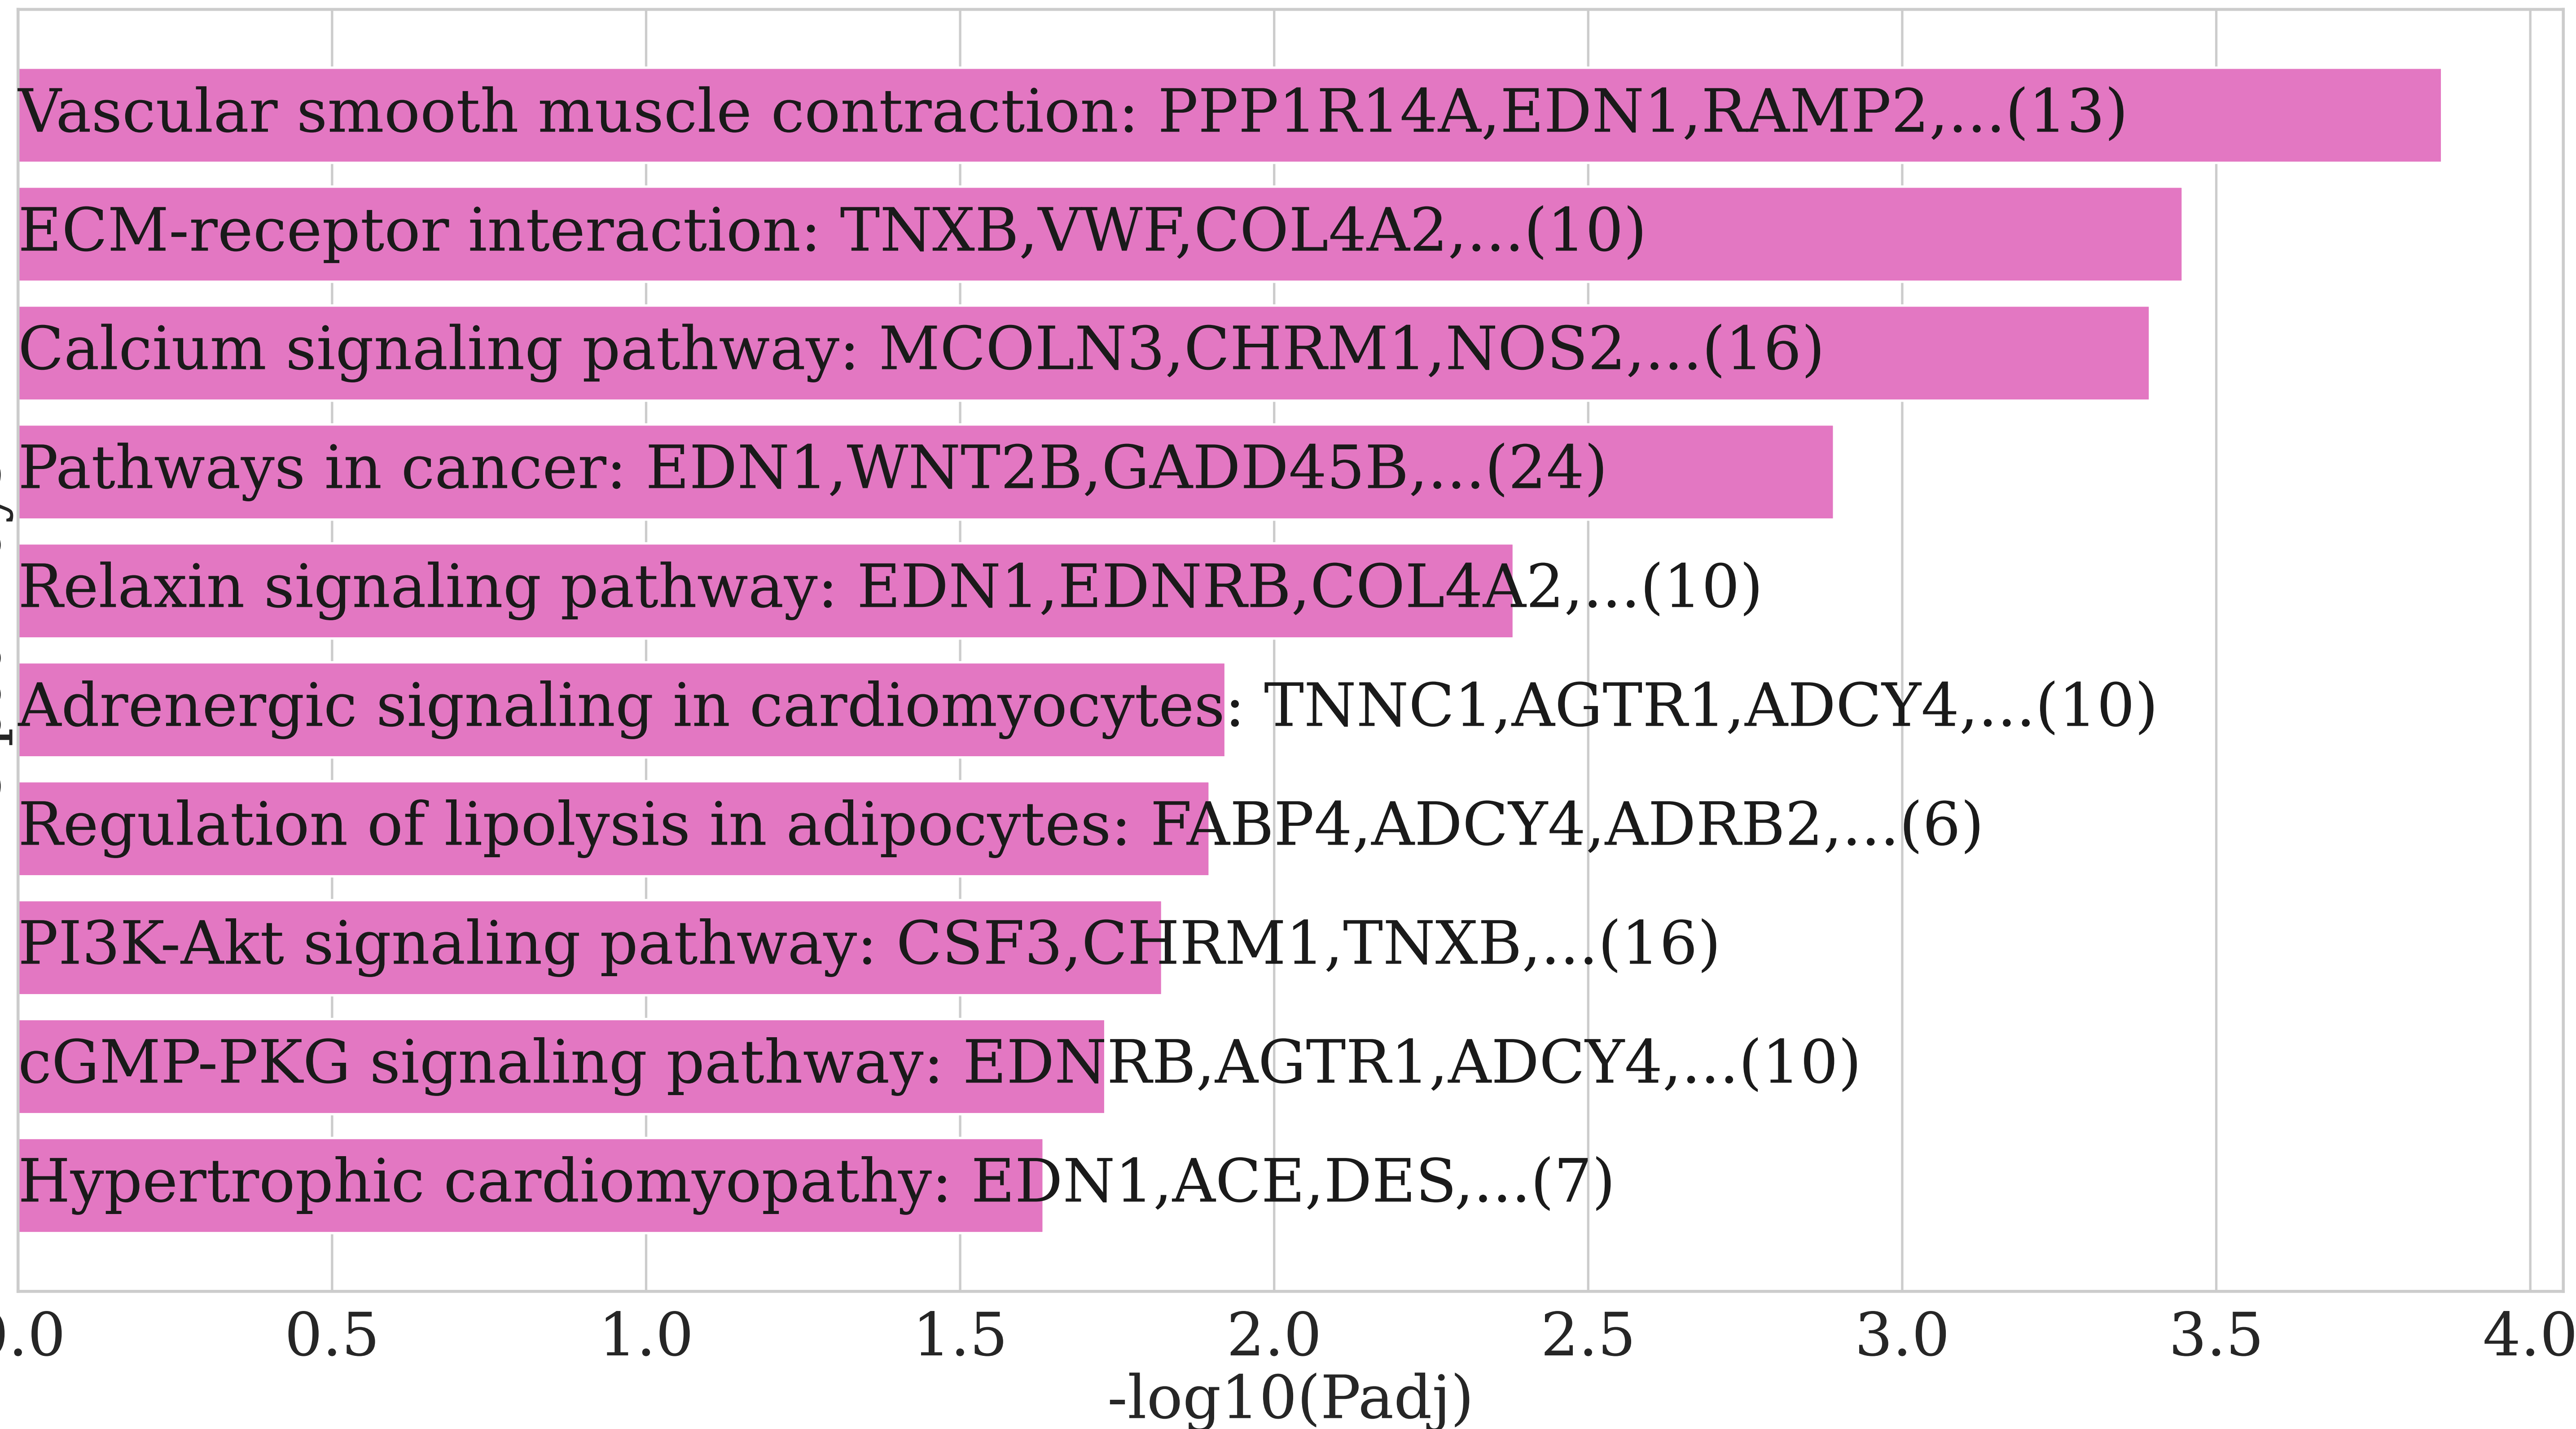 Vascular smooth muscle contraction: PPP1R14A,EDN1,RAMP2,...(13)
ECM-receptor interaction: TNXB,VWF,COL4A2,...(10)
Calcium signaling pathway: MCOLN3,CHRM1,NOS2,...(16)
Pathways in cancer: EDN1,WNT2B,GADD45B,...(24)
Relaxin signaling pathway: EDN1,EDNRB,COL4A2,...(10)
Adrenergic signaling in cardiomyocytes: TNNC1,AGTR1,ADCY4,...(10)
Regulation of lipolysis in adipocytes: FABP4,ADCY4,ADRB2,...(6)
PI3K-Akt signaling pathway: CSF3,CHRM1,TNXB,...(16)
cGMP-PKG signaling pathway: EDNRB,AGTR1,ADCY4,...(10)
Hypertrophic cardiomyopathy: EDN1,ACE,DES,...(7)
0.0 0.5 1.0 1.5 2.0 2.5 3.0 3.5 4.0
-log10(Padj)